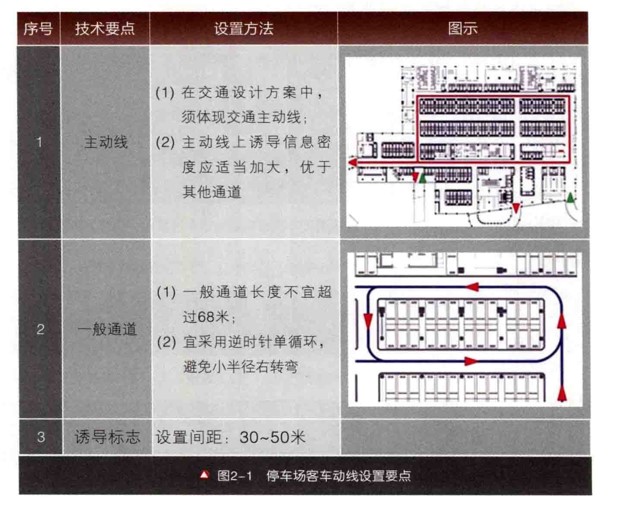 序号 技术要点 设置方法 图示
1 主动线
(1) 在交通设计方案中，
须体现交通主动线；
(2) 主动线上诱导信息密
度应适当加大，优于
其他通道
2 一般通道
(1) 一般通道长度不宜超
过68米；
(2) 宜采用逆时针单循环，
避免小半径右转弯
3 诱导标志 设置间距：30~50米
图2-1 停车场客车动线设置要点